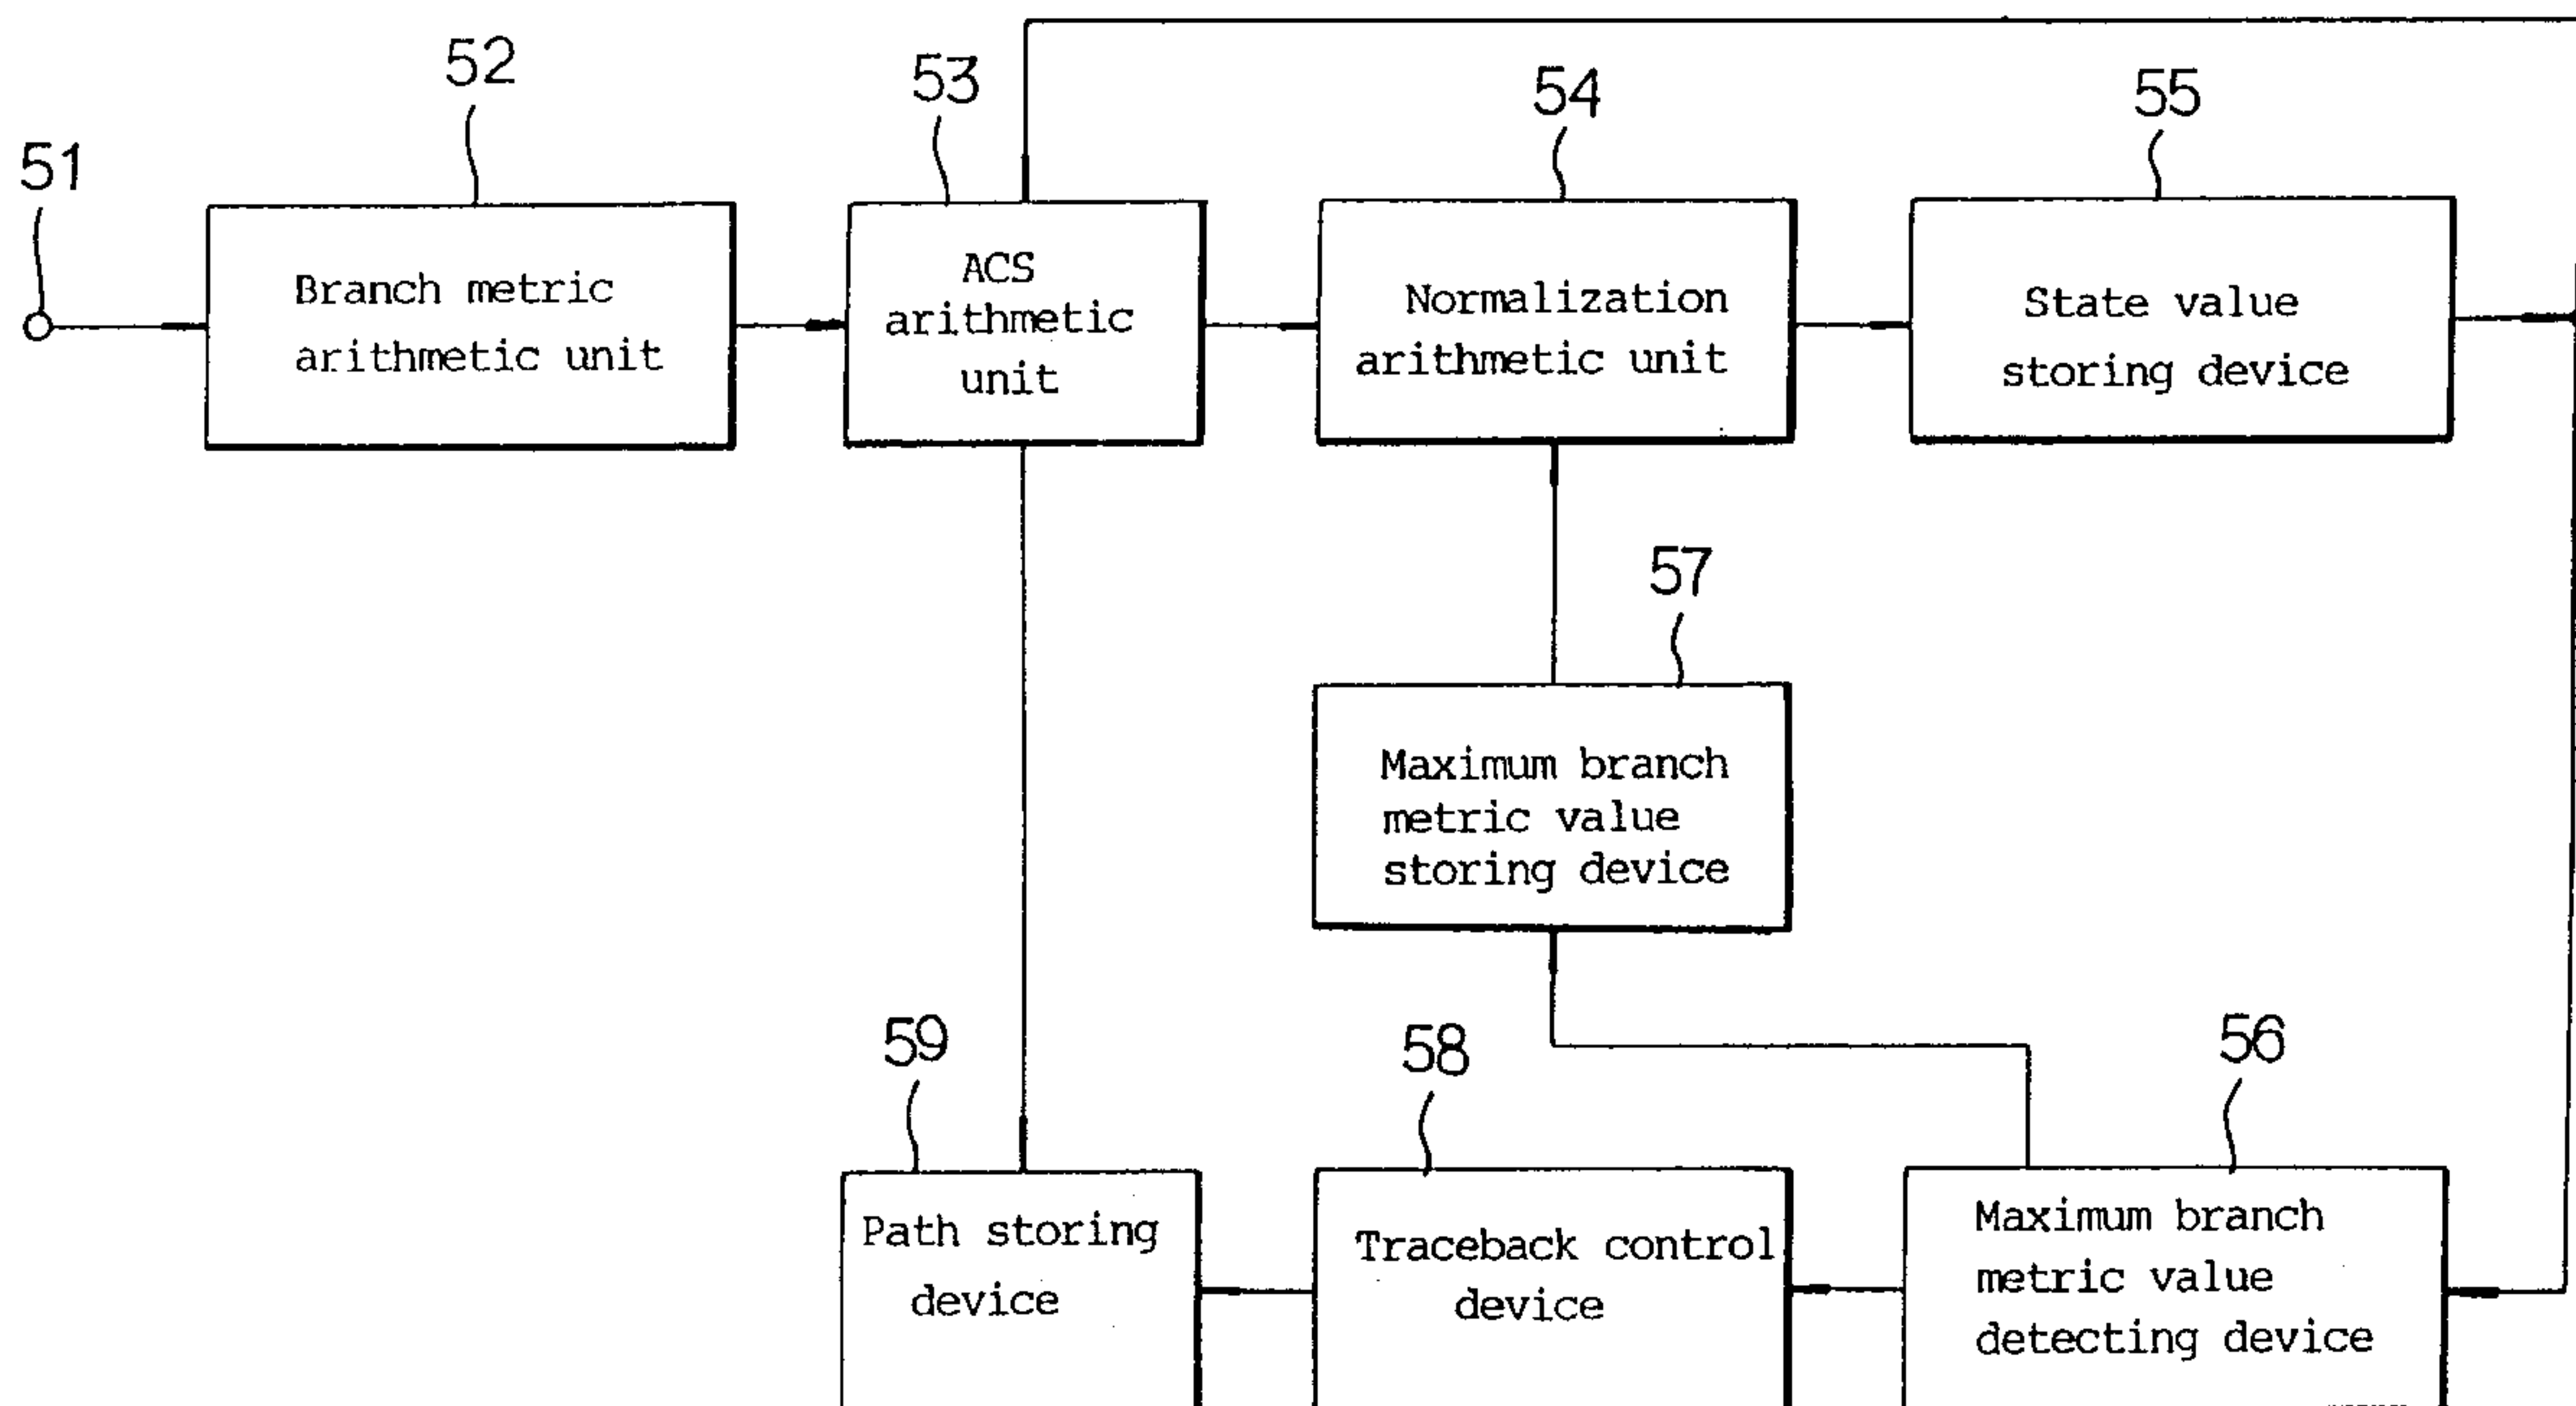 51
52
Branch metric
arithmetic unit
53
ACS
arithmetic
unit
54
Normalization
arithmetic unit
55
State value
storing device
57
Maximum branch
metric value
storing device
59
Path storing
device
58
Traceback control
device
56
Maximum branch
metric value
detecting device